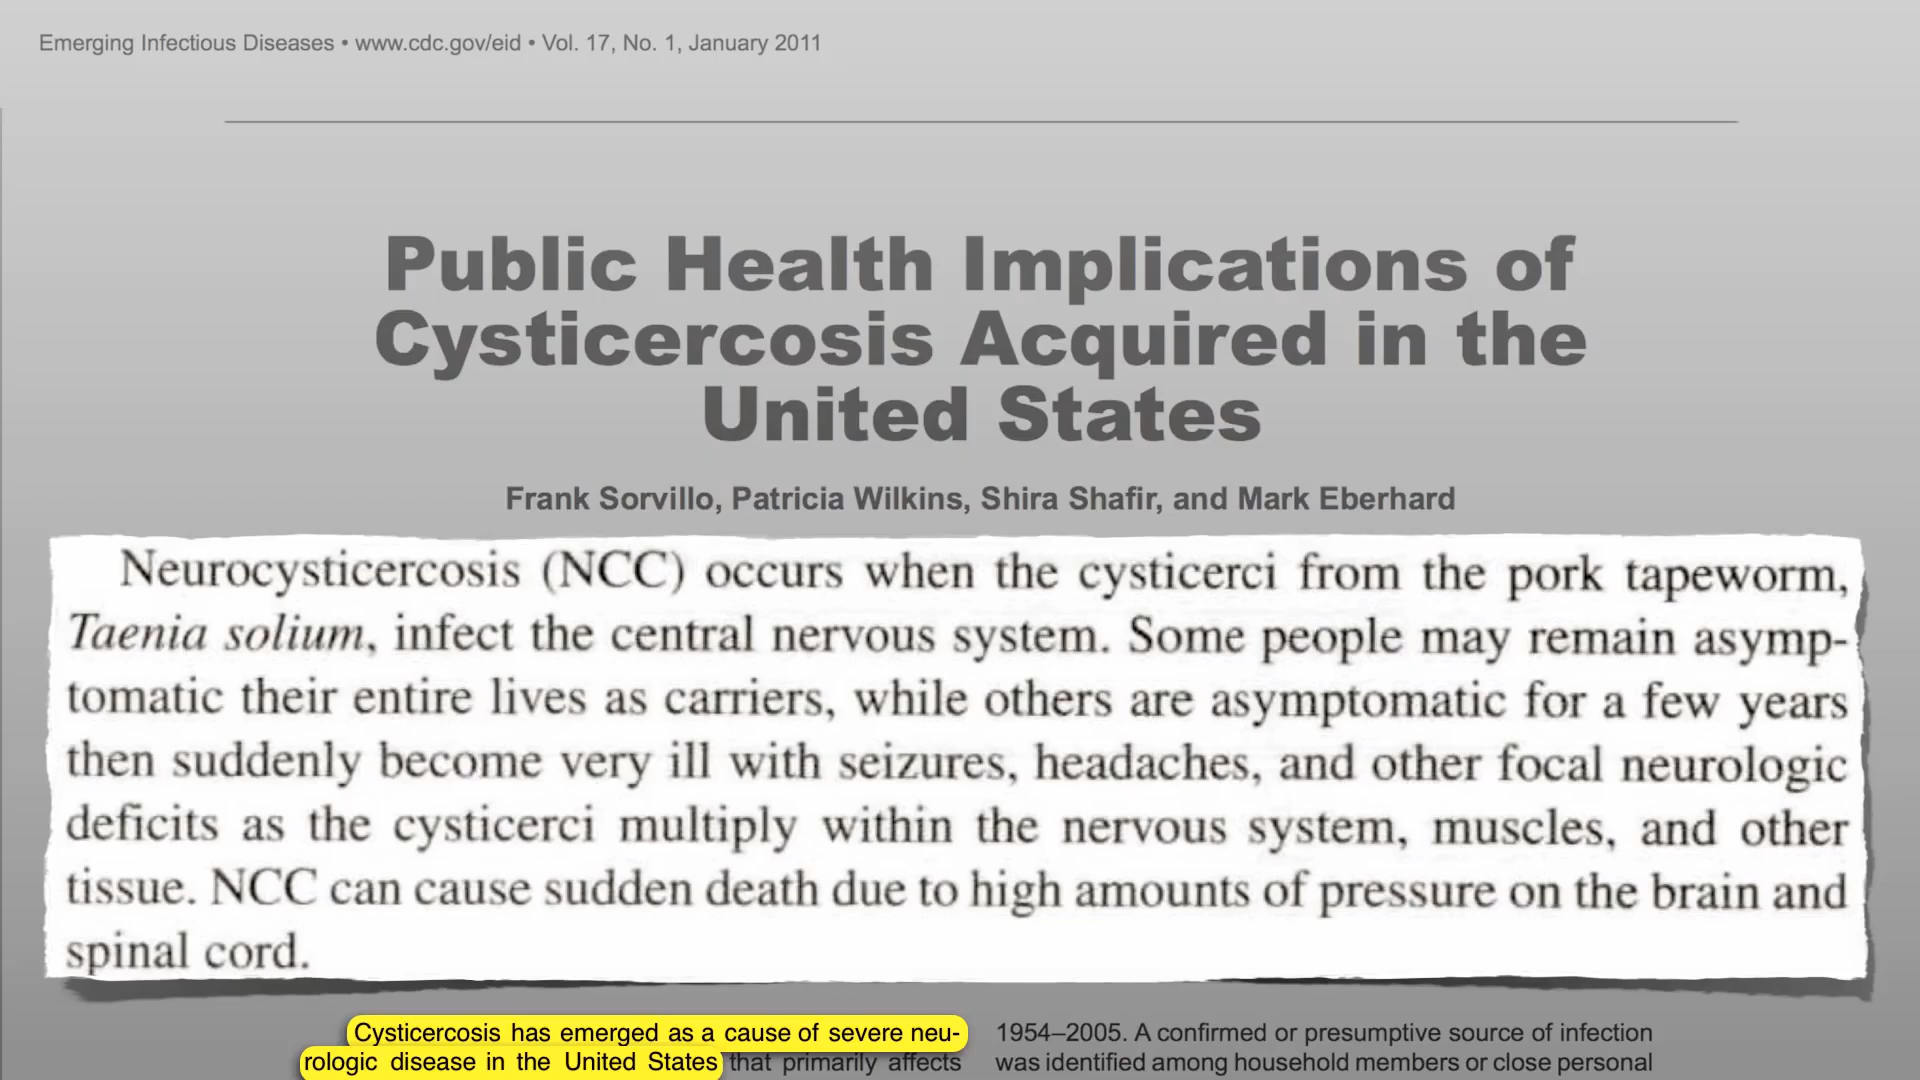 Emerging Infectious Diseases • www.cdc.gov/eid • Vol. 17, No. 1, January 2011
Public Health Implications of
Cysticercosis Acquired in the
United States
Frank Sorvillo, Patricia Wilkins, Shira Shafir, and Mark Eberhard
Neurocysticercosis (NCC) occurs when the cysticerci from the pork tapeworm,
Taenia solium, infect the central nervous system. Some people may remain asymp-
tomatic their entire lives as carriers, while others are asymptomatic for a few years
then suddenly become very ill with seizures, headaches, and other focal neurologic
deficits as the cysticerci multiply within the nervous system, muscles, and other
tissue. NCC can cause sudden death due to high amounts of pressure on the brain and
spinal cord.
Cysticercosis has emerged as a cause of severe neu-
rologic disease in the United States that primarily affects
1954–2005. A confirmed or presumptive source of infection
was identified among household members or close personal